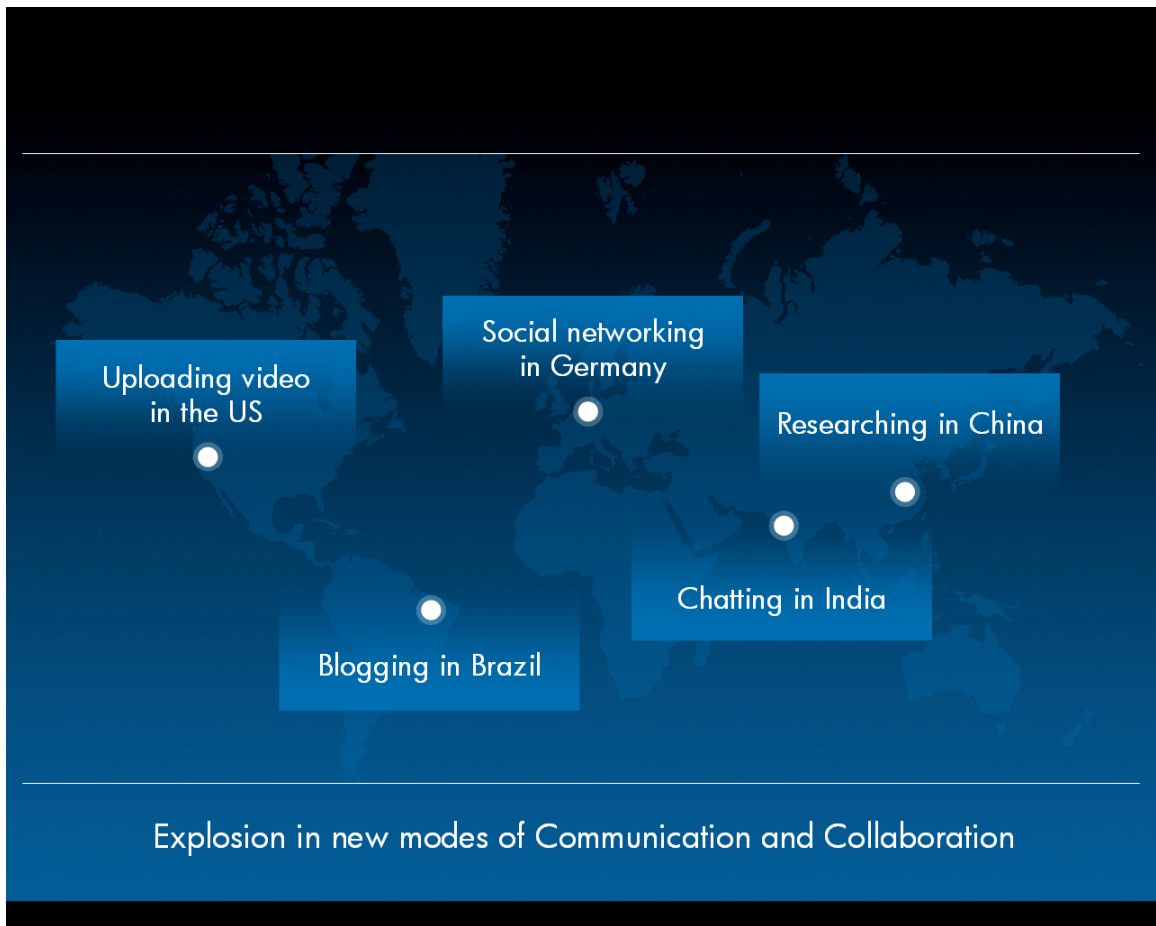 Social networking
in Germany
Uploading video
in the US
Researching in China
Chatting in India
Blogging in Brazil
Explosion in new modes of Communication and Collaboration